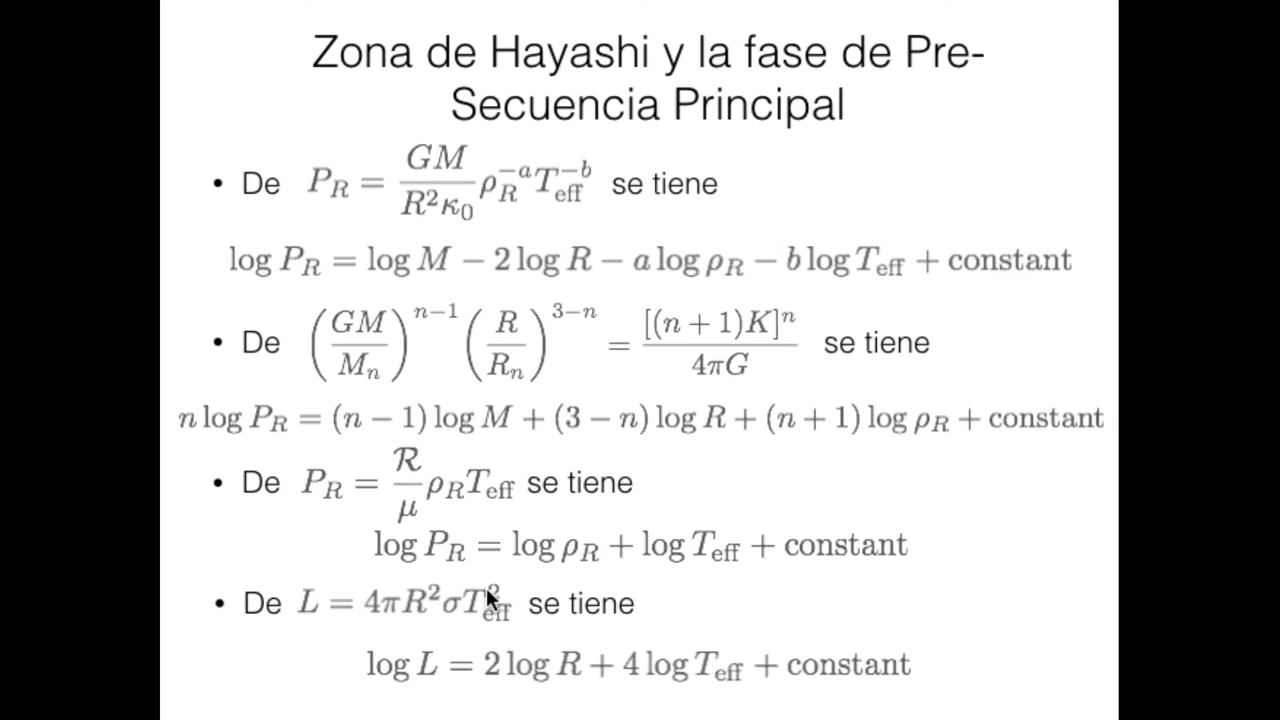 Zona de Hayashi y la fase de Pre-
Secuencia Principal
• De $P_R = \frac{GM}{R^2 \kappa_0} \rho_R^{-a} T_{\text{eff}}^{-b}$ se tiene
$\log P_R = \log M - 2 \log R - a \log \rho_R - b \log T_{\text{eff}} + \text{constant}$
• De $\left(\frac{GM}{M_n}\right)^{n-1} \left(\frac{R}{R_n}\right)^{3-n} = \frac{[(n+1)K]^n}{4\pi G}$ se tiene
$n \log P_R = (n-1) \log M + (3-n) \log R + (n+1) \log \rho_R + \text{constant}$
• De $P_R = \frac{\mathcal{R}}{\mu} \rho_R T_{\text{eff}}$ se tiene
$\log P_R = \log \rho_R + \log T_{\text{eff}} + \text{constant}$
• De $L = 4\pi R^2 \sigma T_{\text{eff}}$ se tiene
$\log L = 2 \log R + 4 \log T_{\text{eff}} + \text{constant}$